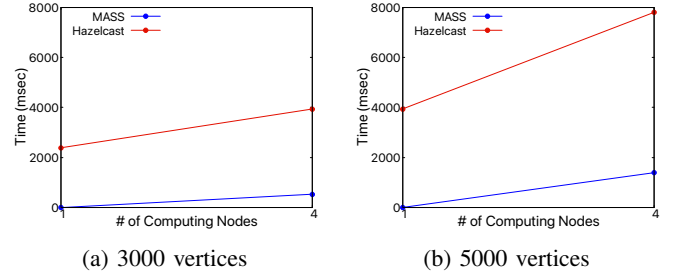 8000
6000
4000
2000
0
Time (msec)
MASS
Hazelcast
1
# of Computing Nodes
4
(a) 3000 vertices
8000
6000
4000
2000
0
Time (msec)
MASS
Hazelcast
1
# of Computing Nodes
4
(b) 5000 vertices